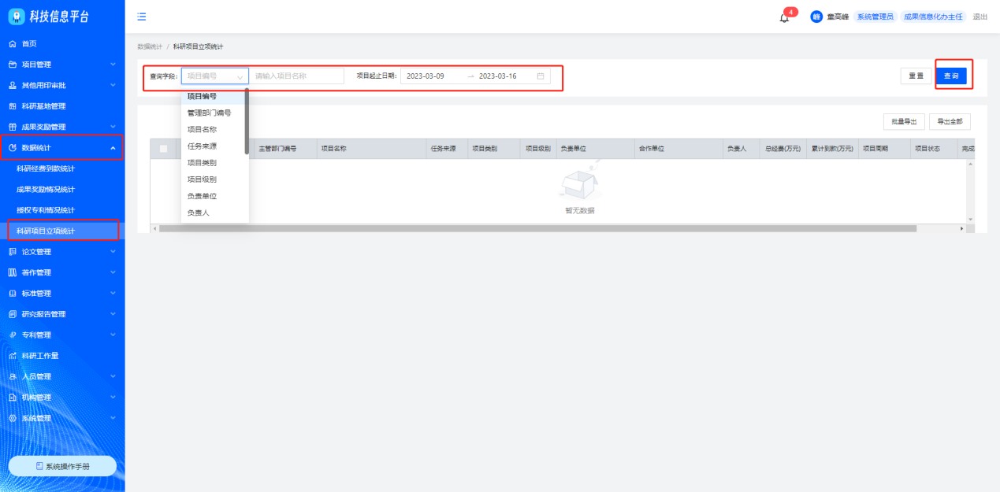 科技信息平台
4
峰 童高峰 系统管理员 成果信息化办主任 退出
首页
项目管理
其他用印审批
科研基地管理
成果奖励管理
数据统计
科研经费到款统计
成果奖励情况统计
授权专利情况统计
科研项目立项统计
论文管理
著作管理
标准管理
研究报告管理
专利管理
科研工作量
人员管理
机构管理
系统管理
系统操作手册
数据统计 / 科研项目立项统计
查询字段: 项目编号 请输入项目名称 项目起止日期: 2023-03-09 → 2023-03-16 重置 查询
项目编号
管理部门编号
项目名称
任务来源
项目类别
项目级别
负责单位
负责人
批量导出 导出全部
主管部门编号 项目名称 任务来源 项目类别 项目级别 负责单位 合作单位 负责人 总经费(万元) 累计到款(万元) 项目周期 项目状态 完成
暂无数据